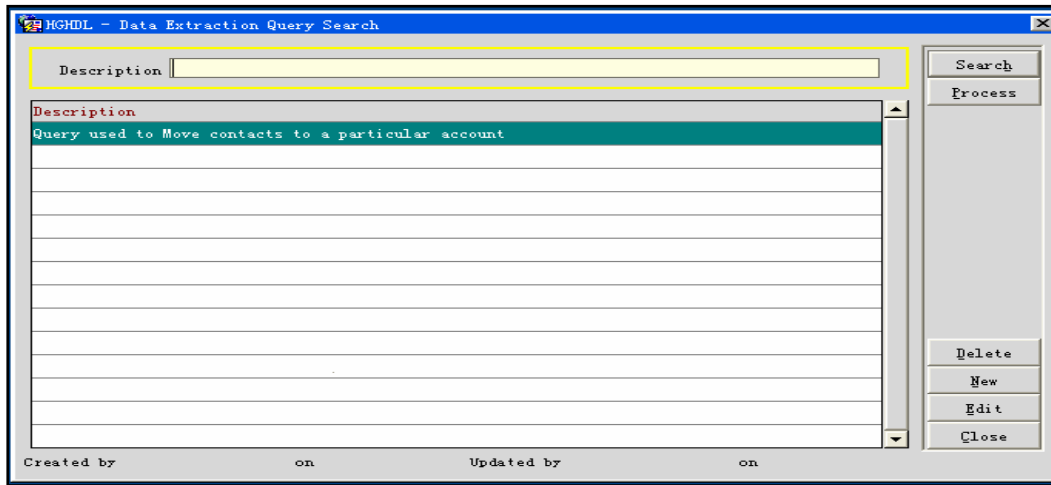 HGHDL - Data Extraction Query Search
Description
Search
Process
Description
Query used to Move contacts to a particular account
Delete
New
Edit
Close
Created by on Updated by on